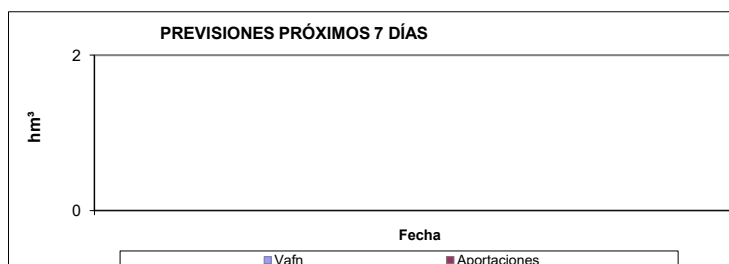 PREVISIONES PRÓXIMOS 7 DÍAS
2
hm³
0
Fecha
Vafn Aportaciones